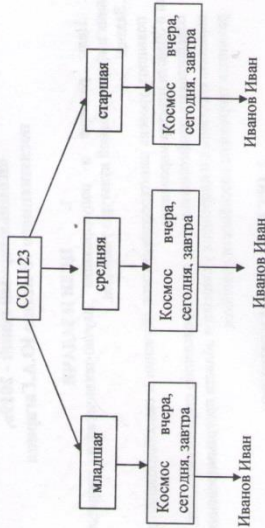 СОШ 23
младшая
средняя
старшая
Космос вчера,
сегодня, завтра
Космос вчера,
сегодня, завтра
Космос вчера,
сегодня, завтра
Иванов Иван
Иванов Иван
Иванов Иван